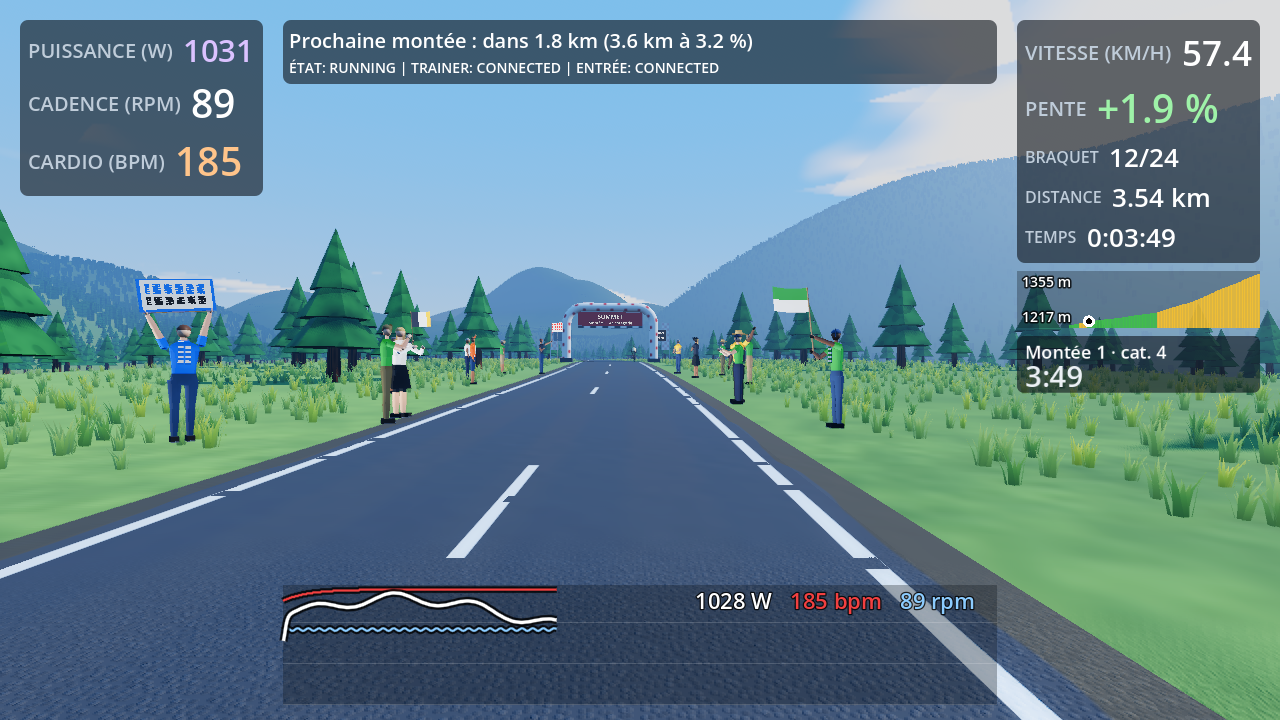 PUISSANCE (W) 1031
CADENCE (RPM) 89
CARDIO (BPM) 185
Prochaine montée : dans 1.8 km (3.6 km à 3.2 %)
ÉTAT: RUNNING | TRAINER: CONNECTED | ENTRÉE: CONNECTED
VITESSE (KM/H) 57.4
PENTE +1.9 %
BRAQUET 12/24
DISTANCE 3.54 km
TEMPS 0:03:49
1355 m
1217 m
Montée 1 · cat. 4
3:49
SOMMET
1028 W 185 bpm 89 rpm